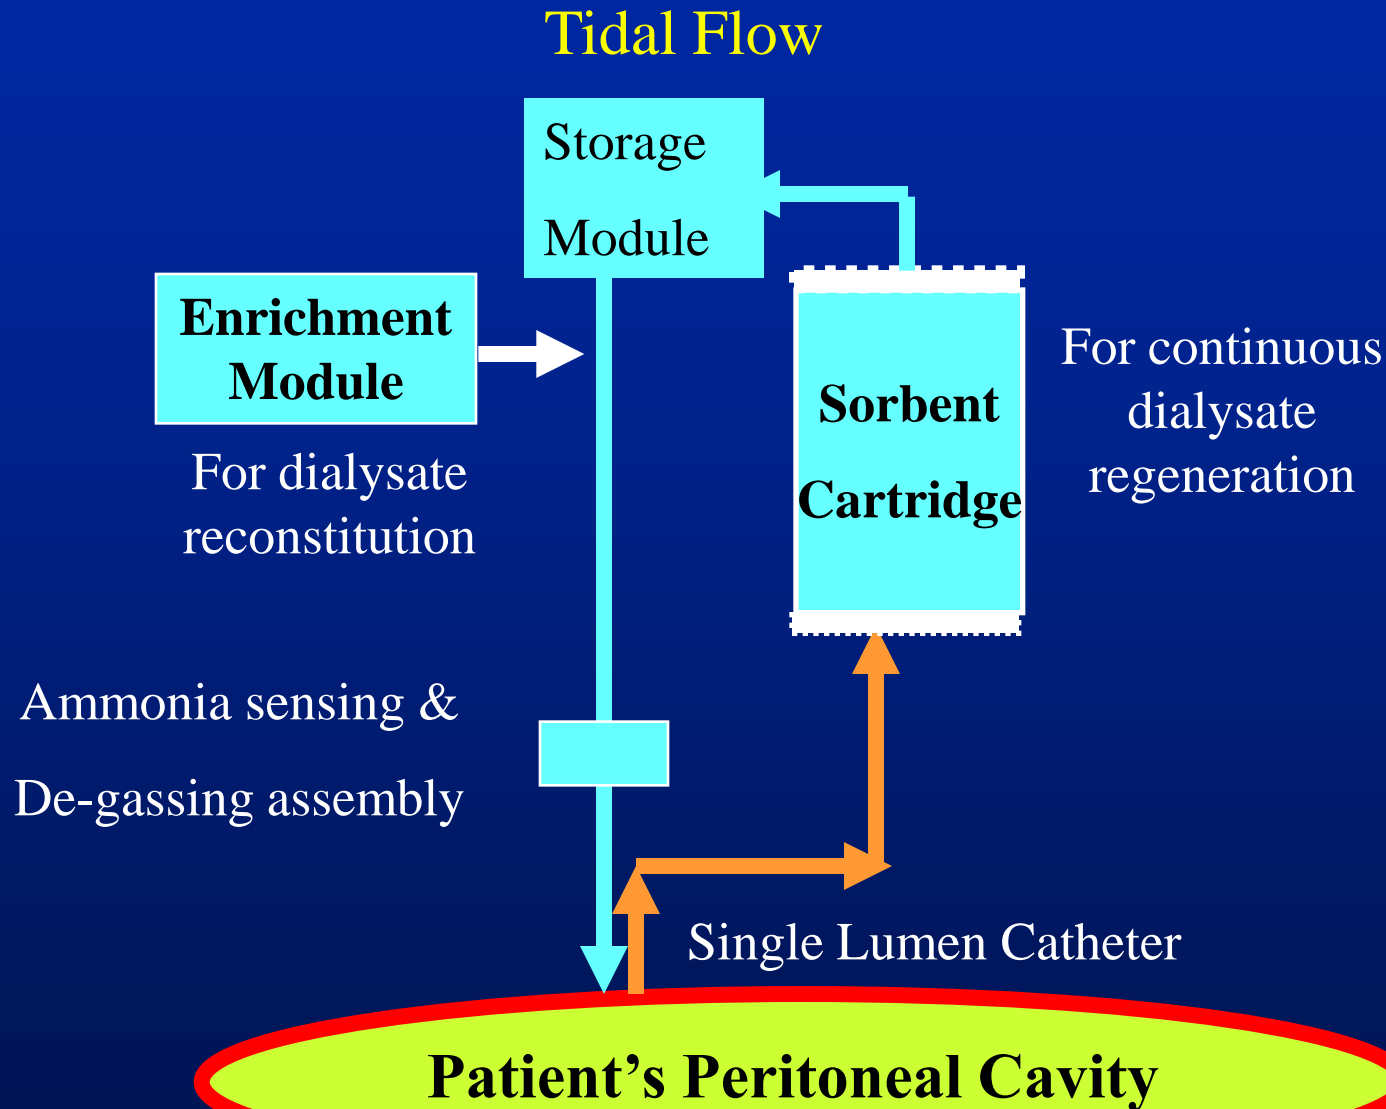 Tidal Flow
Storage
Module
Enrichment
Module
For dialysate
reconstitution
Sorbent
Cartridge
For continuous
dialysate
regeneration
Ammonia sensing &
De-gassing assembly
Single Lumen Catheter
Patient’s Peritoneal Cavity